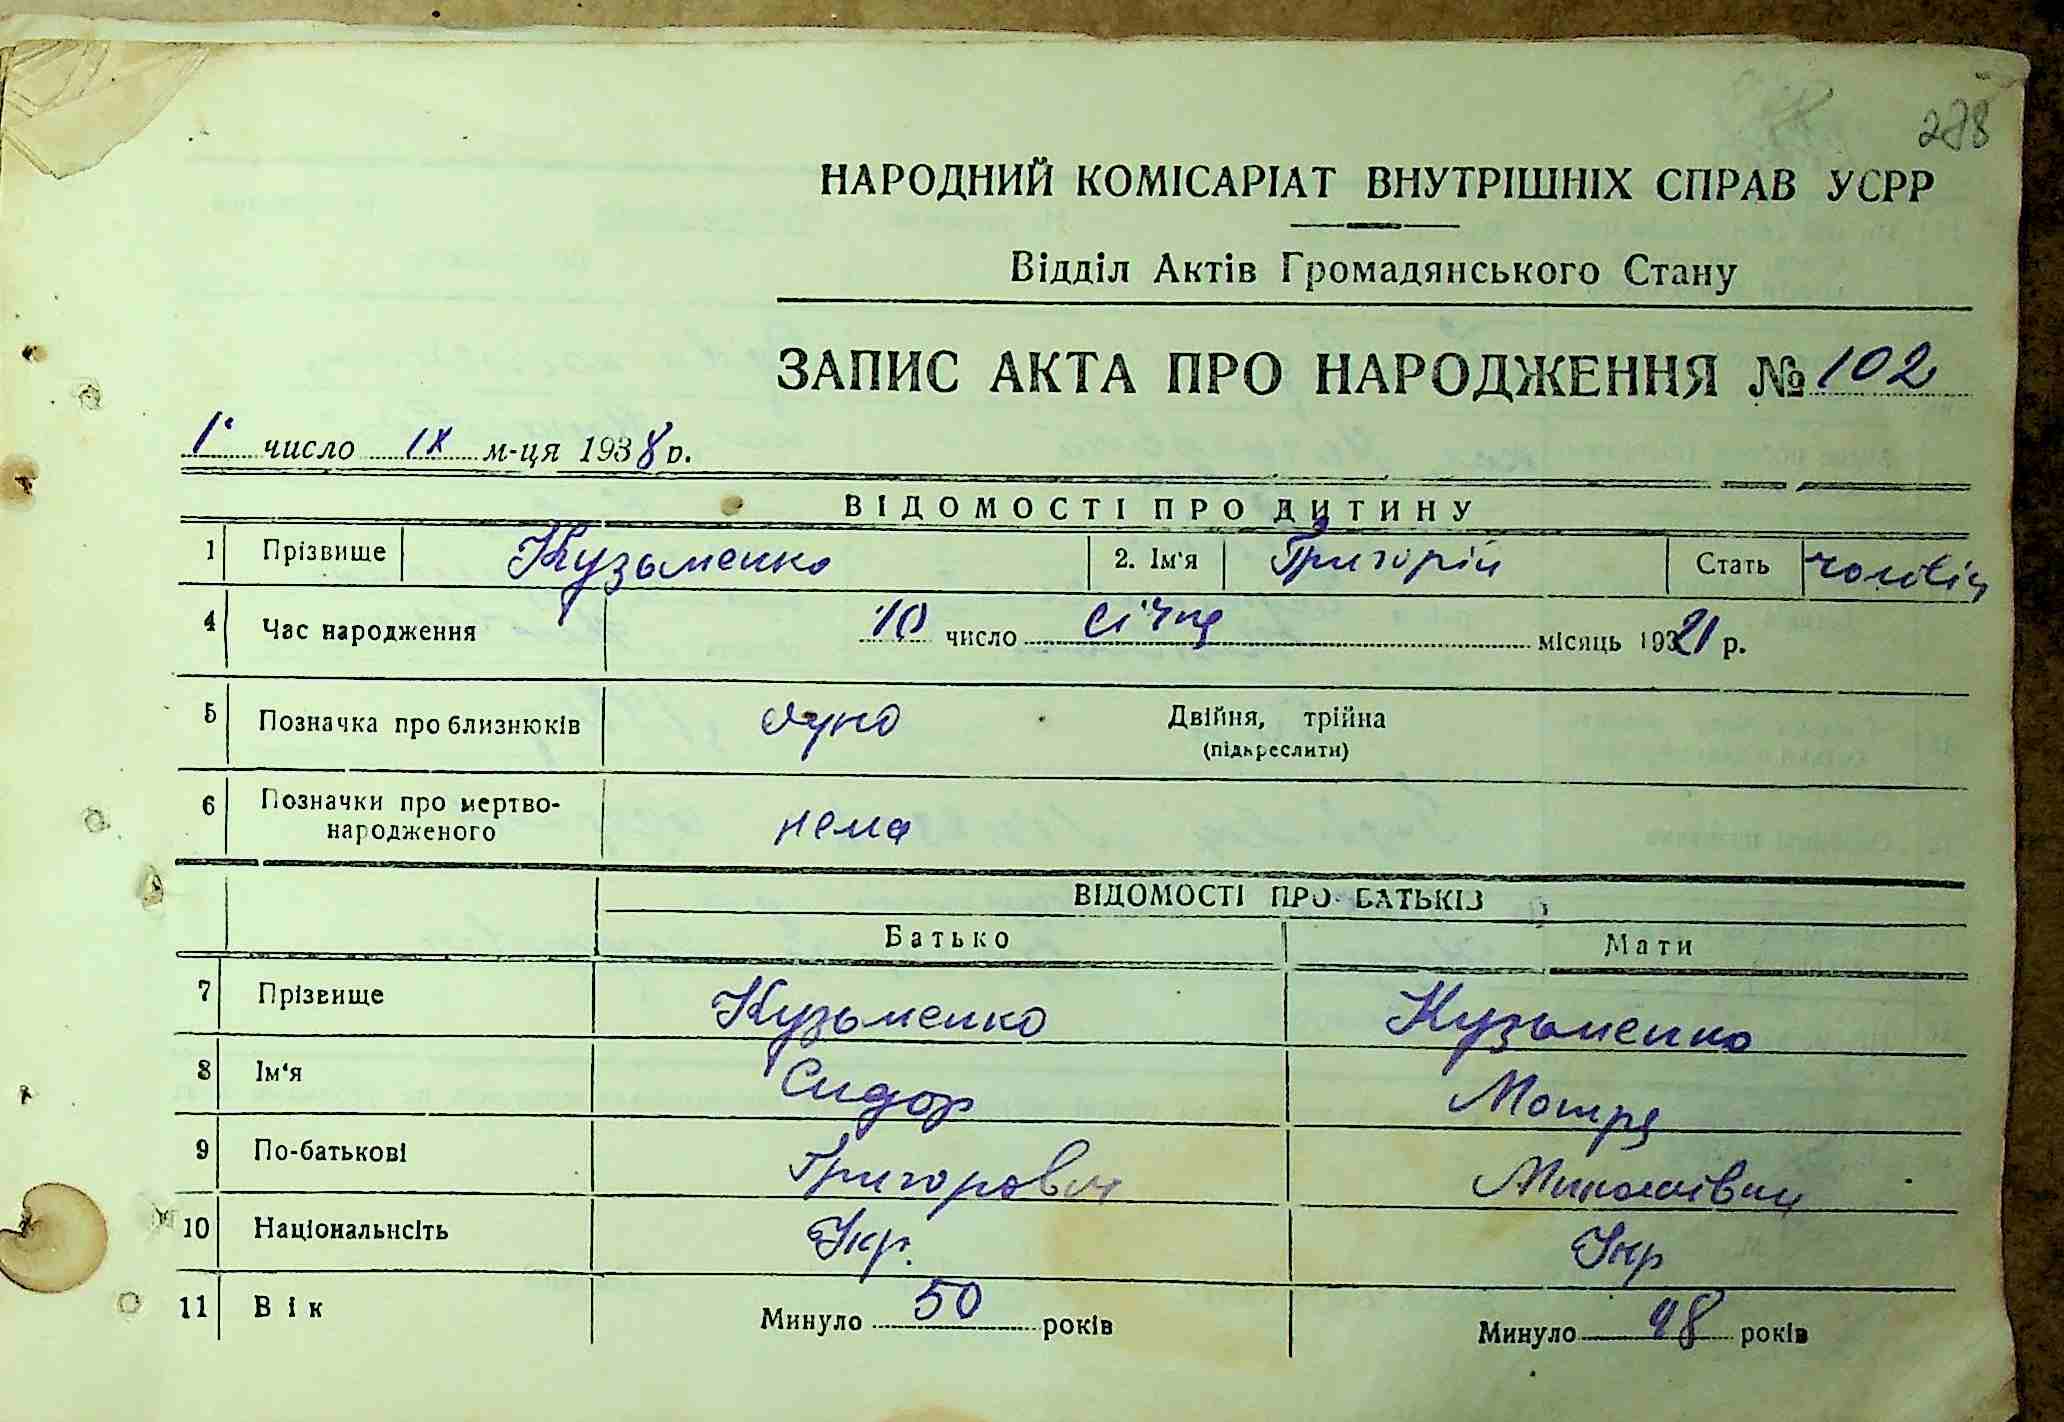 278
НАРОДНИЙ КОМІСАРІАТ ВНУТРІШНІХ СПРАВ УСРР
Відділ Актів Громадянського Стану
ЗАПИС АКТА ПРО НАРОДЖЕННЯ № 102
1 число IX м-ця 1938 р.
ВІДОМОСТІ ПРО ДИТИНУ
1 Прізвище Кузьменко 2. Ім'я Григорій Стать чоловіч
4 Час народження 10 число січня місяць 1921 р.
5 Позначка про близнюків одно Двійня, трійна
(підкреслити)
6 Позначки про мертво-
народженого нема
ВІДОМОСТІ ПРО БАТЬКІВ
Батько Мати
7 Прізвище Кузьменко Кузьменко
8 Ім'я Сидор Мотря
9 По-батькові Григорович Миколаївна
10 Національнсіть Укр. Укр
11 Вік Минуло 50 років Минуло 48 років